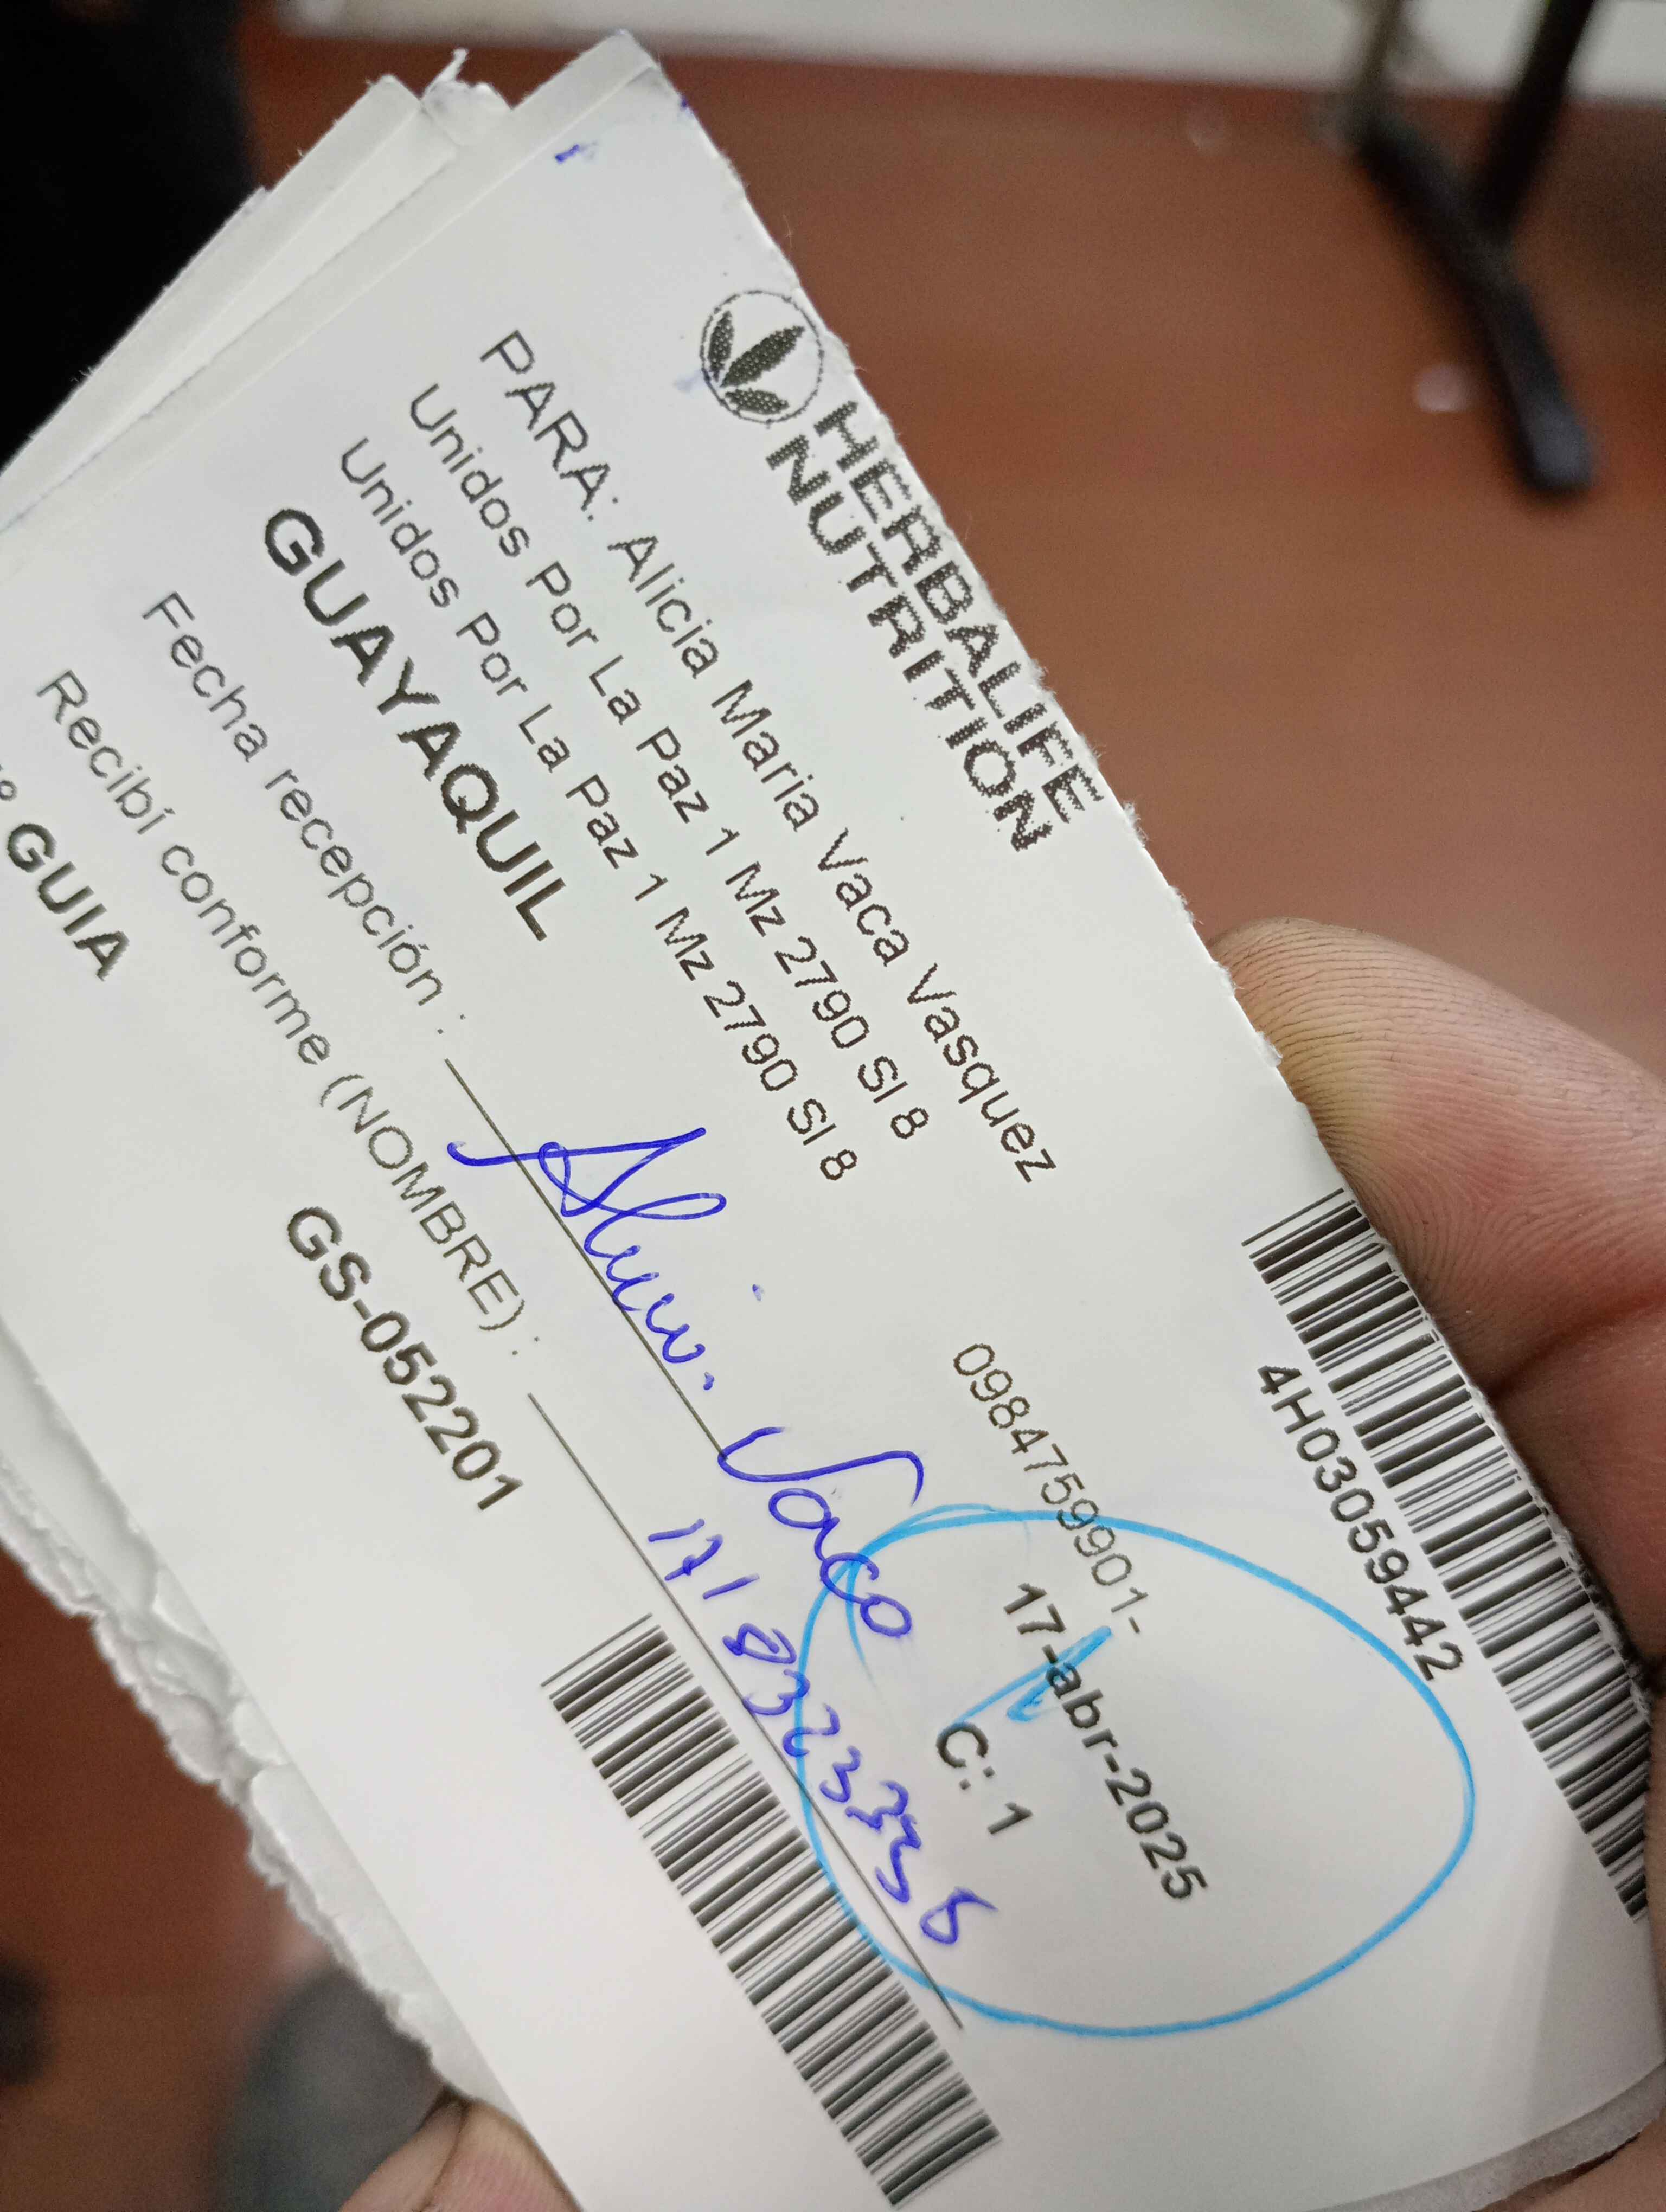 HERBALIFE
NUTRITION
4H03059442
PARA: Alicia Maria Vaca Vasquez
Unidos Por La Paz 1 Mz 2790 Sl 8
0984759901-
Unidos Por La Paz 1 Mz 2790 Sl 8
17-abr-2025
GUAYAQUIL
C: 1
Fecha recepción :
Alicia Vaca
Recibí conforme (NOMBRE) :
GUIA
GS-052201